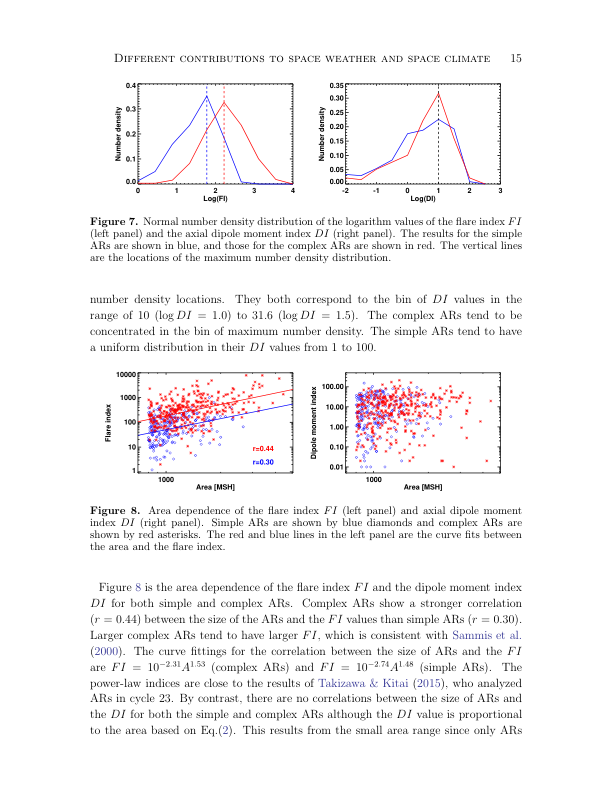 Different contributions to space weather and space climate 15
0.4
0.3
0.2
0.1
0.0
Number density
0 1 2 3 4
Log(FI)
0.35
0.30
0.25
0.20
0.15
0.10
0.05
0.00
Number density
-2 -1 0 1 2 3
Log(DI)
Figure 7. Normal number density distribution of the logarithm values of the flare index FI
(left panel) and the axial dipole moment index DI (right panel). The results for the simple
ARs are shown in blue, and those for the complex ARs are shown in red. The vertical lines
are the locations of the maximum number density distribution.
number density locations. They both correspond to the bin of DI values in the
range of 10 (log DI = 1.0) to 31.6 (log DI = 1.5). The complex ARs tend to be
concentrated in the bin of maximum number density. The simple ARs tend to have
a uniform distribution in their DI values from 1 to 100.
10000
1000
100
10
1
Flare index
r=0.44
r=0.30
1000
Area [MSH]
100.00
10.00
1.00
0.10
0.01
Dipole moment index
1000
Area [MSH]
Figure 8. Area dependence of the flare index FI (left panel) and axial dipole moment
index DI (right panel). Simple ARs are shown by blue diamonds and complex ARs are
shown by red asterisks. The red and blue lines in the left panel are the curve fits between
the area and the flare index.
Figure 8 is the area dependence of the flare index FI and the dipole moment index
DI for both simple and complex ARs. Complex ARs show a stronger correlation
(r = 0.44) between the size of the ARs and the FI values than simple ARs (r = 0.30).
Larger complex ARs tend to have larger FI, which is consistent with Sammis et al.
(2000). The curve fittings for the correlation between the size of ARs and the FI
are FI = 10^−2.31 A^1.53 (complex ARs) and FI = 10^−2.74 A^1.48 (simple ARs). The
power-law indices are close to the results of Takizawa & Kitai (2015), who analyzed
ARs in cycle 23. By contrast, there are no correlations between the size of ARs and
the DI for both the simple and complex ARs although the DI value is proportional
to the area based on Eq.(2). This results from the small area range since only ARs